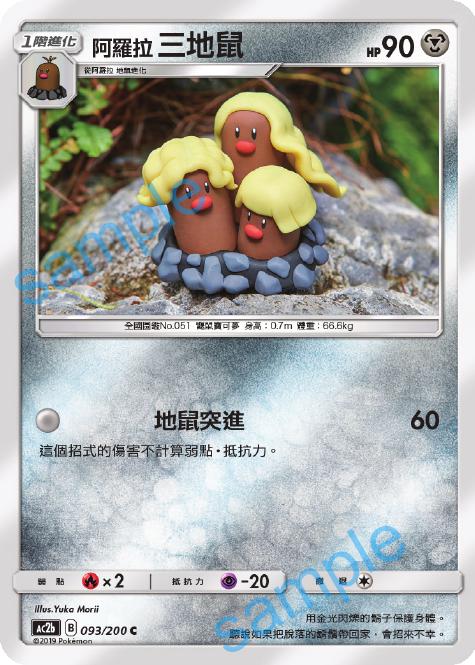 1階進化
阿羅拉 三地鼠
HP 90
從阿羅拉 地鼠進化
全國圖鑑No.051 鼴鼠寶可夢 身高：0.7m 體重：66.6kg
地鼠突進 60
這個招式的傷害不計算弱點・抵抗力。
弱點 ×2 抵抗力 -20 撤退
Illus.Yuka Morii
AC2b B 093/200 C
©2019 Pokémon
用金光閃爍的鬍子保護身體。
聽說如果把脫落的鬍鬚帶回家，會招來不幸。
sample
sample